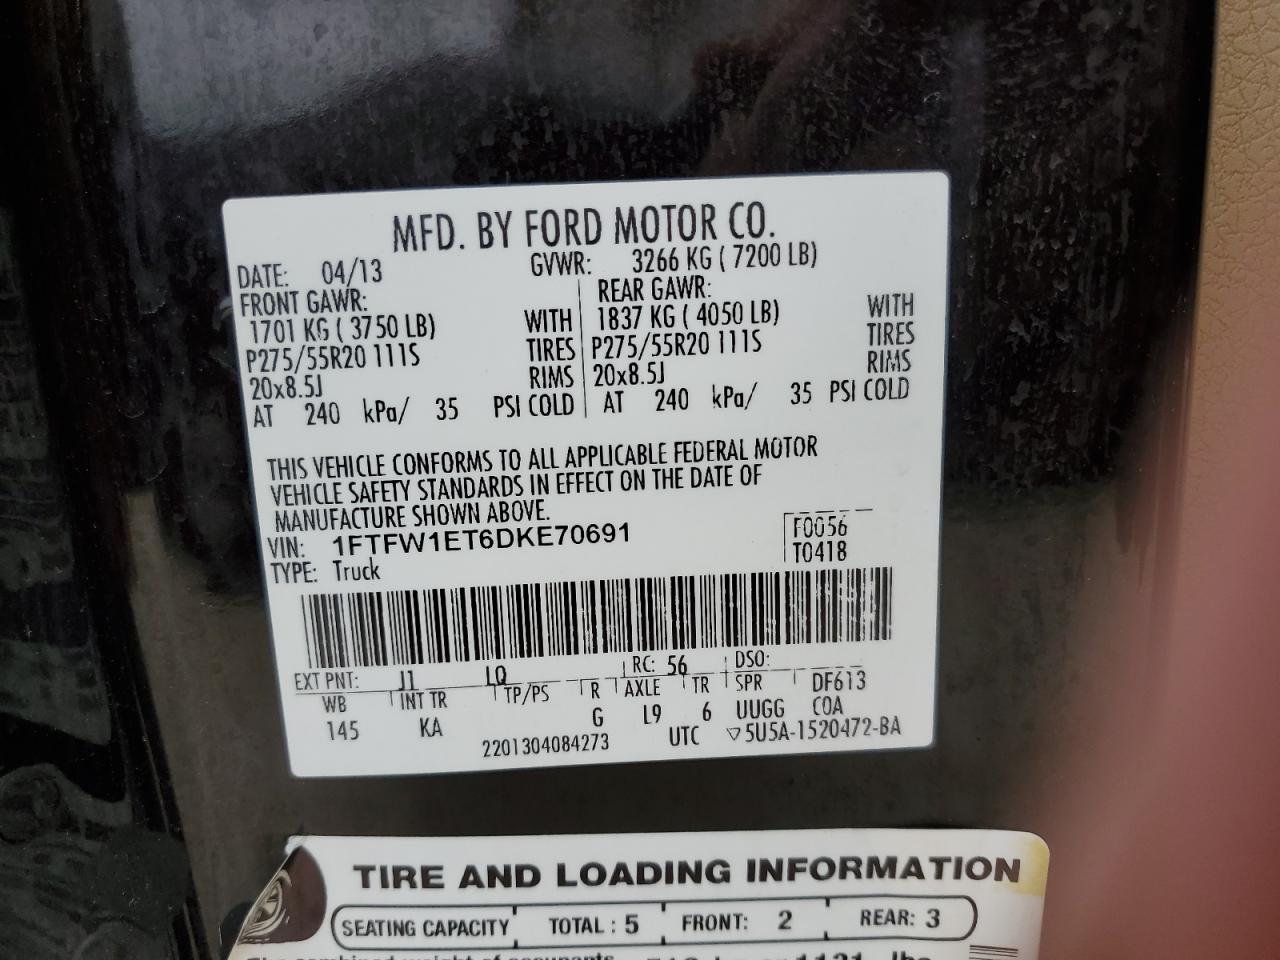 MFD. BY FORD MOTOR CO.
DATE: 04/13 GVWR: 3266 KG ( 7200 LB)
FRONT GAWR: REAR GAWR:
1701 KG ( 3750 LB) WITH 1837 KG ( 4050 LB) WITH
P275/55R20 111S TIRES P275/55R20 111S TIRES
20x8.5J RIMS 20x8.5J RIMS
AT 240 kPa/ 35 PSI COLD AT 240 kPa/ 35 PSI COLD
THIS VEHICLE CONFORMS TO ALL APPLICABLE FEDERAL MOTOR
VEHICLE SAFETY STANDARDS IN EFFECT ON THE DATE OF
MANUFACTURE SHOWN ABOVE.
VIN: 1FTFW1ET6DKE70691 F0056
TYPE: Truck T0418
EXT PNT: J1 LQ RC: 56 DSO:
WB INT TR TP/PS R AXLE TR SPR DF613
145 KA G L9 6 UUGG COA
2201304084273 UTC ▽5U5A-1520472-BA
TIRE AND LOADING INFORMATION
SEATING CAPACITY TOTAL : 5 FRONT: 2 REAR: 3
The combined weight of occupants